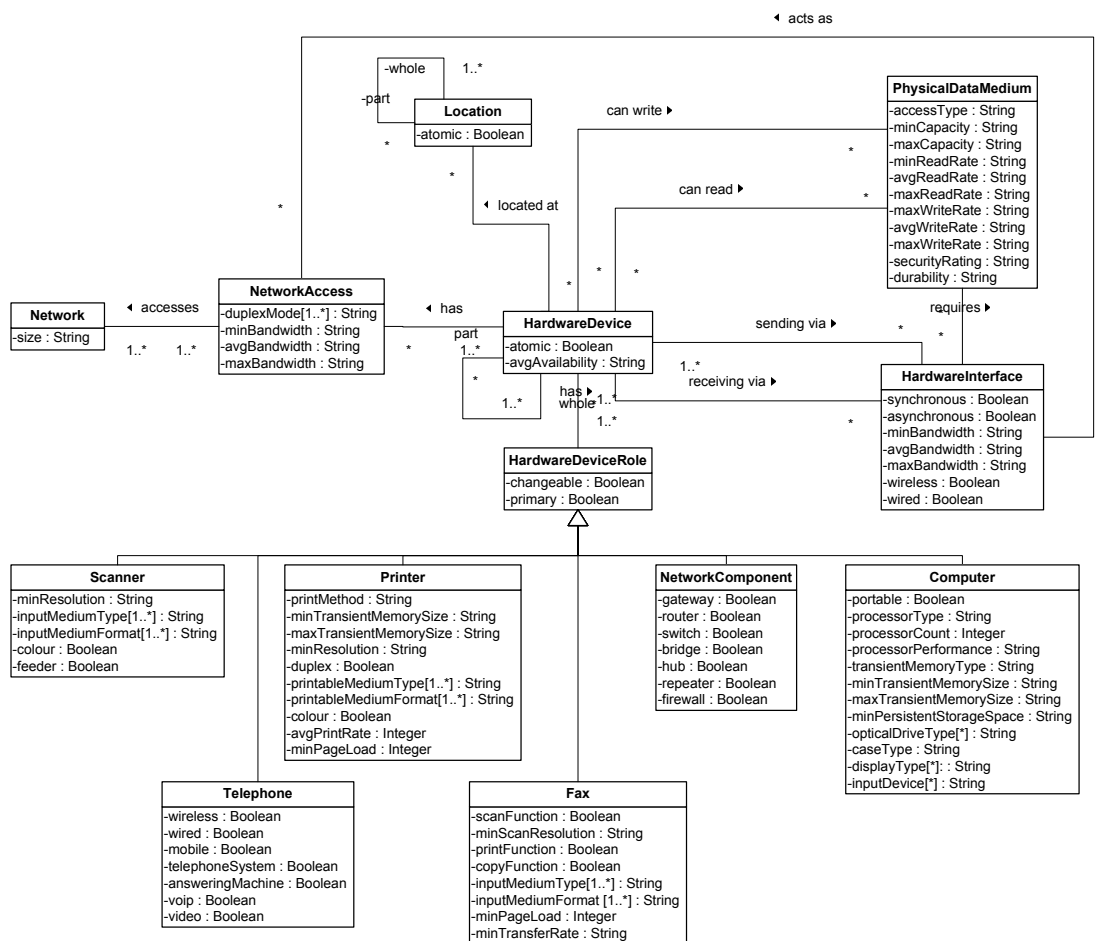 ◄ acts as
-whole
1..*
-part
Location
-atomic : Boolean
*
*
PhysicalDataMedium
-accessType : String
-minCapacity : String
-maxCapacity : String
-minReadRate : String
-avgReadRate : String
-maxReadRate : String
-maxWriteRate : String
-avgWriteRate : String
-maxWriteRate : String
-securityRating : String
-durability : String
can write ►
*
can read ►
*
◄ located at
*
*
*
*
NetworkAccess
-duplexMode[1..*] : String
-minBandwidth : String
-avgBandwidth : String
-maxBandwidth : String
Network
-size : String
◄ accesses
1..*
1..*
◄ has
*
part
1..*
HardwareDevice
-atomic : Boolean
-avgAvailability : String
*
1..*
has ►
whole
*
1..*
1..*
sending via ►
*
requires ►
*
*
1..*
receiving via ►
*
HardwareInterface
-synchronous : Boolean
-asynchronous : Boolean
-minBandwidth : String
-avgBandwidth : String
-maxBandwidth : String
-wireless : Boolean
-wired : Boolean
HardwareDeviceRole
-changeable : Boolean
-primary : Boolean
Scanner
-minResolution : String
-inputMediumType[1..*] : String
-inputMediumFormat[1..*] : String
-colour : Boolean
-feeder : Boolean
Printer
-printMethod : String
-minTransientMemorySize : String
-maxTransientMemorySize : String
-minResolution : String
-duplex : Boolean
-printableMediumType[1..*] : String
-printableMediumFormat[1..*] : String
-colour : Boolean
-avgPrintRate : Integer
-minPageLoad : Integer
NetworkComponent
-gateway : Boolean
-router : Boolean
-switch : Boolean
-bridge : Boolean
-hub : Boolean
-repeater : Boolean
-firewall : Boolean
Computer
-portable : Boolean
-processorType : String
-processorCount : Integer
-processorPerformance : String
-transientMemoryType : String
-minTransientMemorySize : String
-maxTransientMemorySize : String
-minPersistentStorageSpace : String
-opticalDriveType[*] : String
-caseType : String
-displayType[*]: : String
-inputDevice[*] : String
Telephone
-wireless : Boolean
-wired : Boolean
-mobile : Boolean
-telephoneSystem : Boolean
-answeringMachine : Boolean
-voip : Boolean
-video : Boolean
Fax
-scanFunction : Boolean
-minScanResolution : String
-printFunction : Boolean
-copyFunction : Boolean
-inputMediumType[1..*] : String
-inputMediumFormat [1..*] : String
-minPageLoad : Integer
-minTransferRate : String